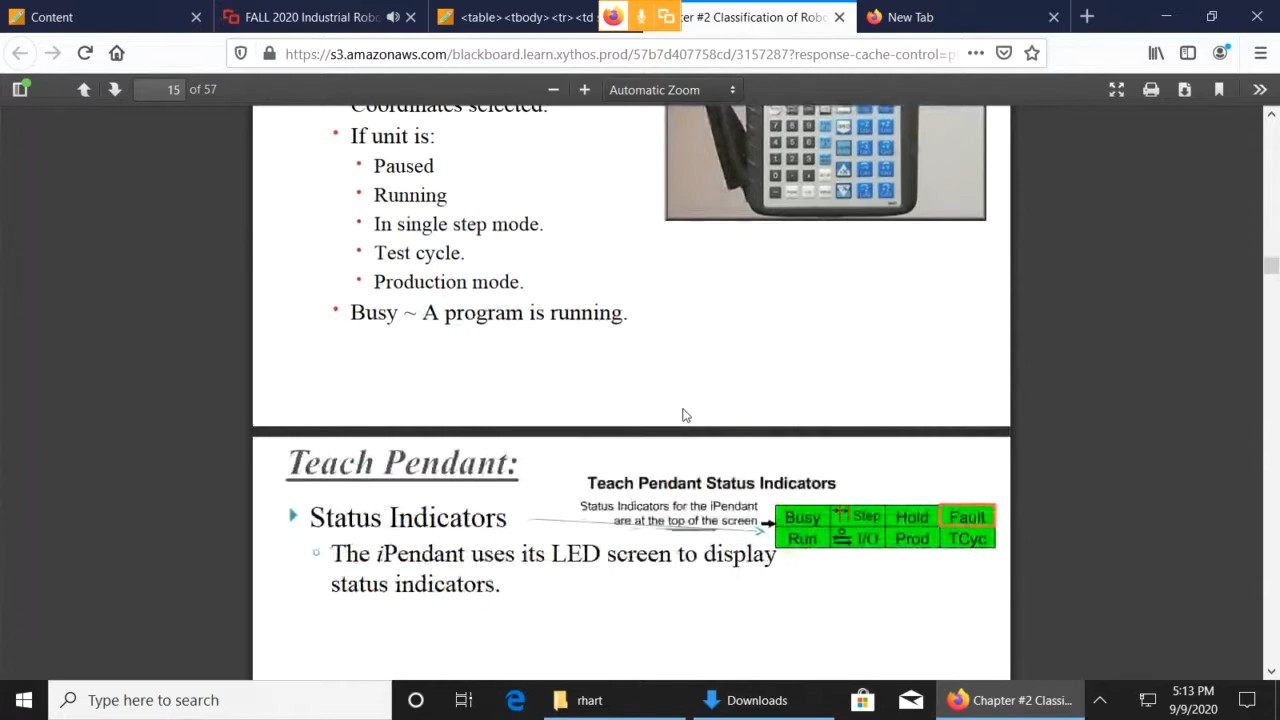 Content
FALL 2020 Industrial Robo
<table><tbody><tr><td s
er #2 Classification of Robo
New Tab
https://s3.amazonaws.com/blackboard.learn.xythos.prod/57b7d407758cd/3157287?response-cache-control=p
15 of 57
Automatic Zoom
Coordinates selected.
If unit is:
Paused
Running
In single step mode.
Test cycle.
Production mode.
Busy ~ A program is running.
Teach Pendant:
Teach Pendant Status Indicators
Status Indicators for the iPendant
are at the top of the screen
Busy Step Hold Fault
Run I/O Prod TCyc
Status Indicators
The iPendant uses its LED screen to display
status indicators.
Type here to search
rhart
Downloads
Chapter #2 Classi...
5:13 PM
9/9/2020